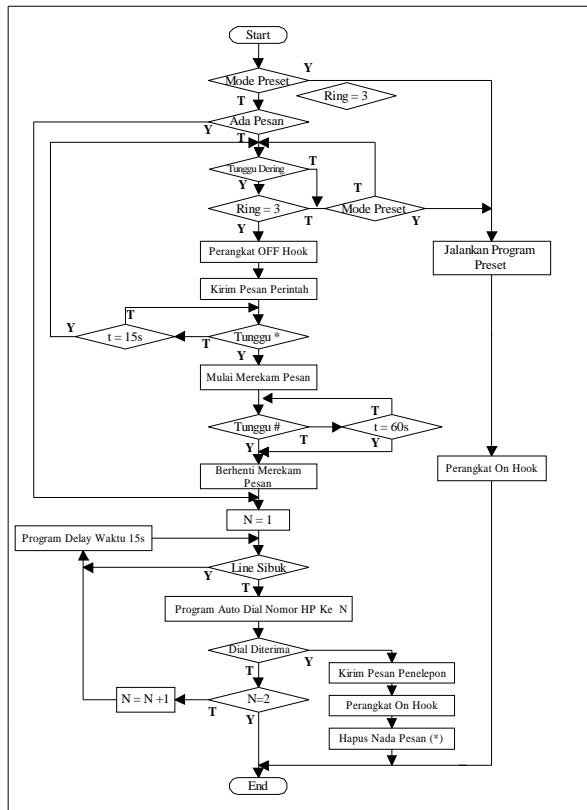 Start
Mode Preset
Y
Ring = 3
T
Y
Ada Pesan
T
Tunggu Dering
T
T
Y
Ring = 3
T
Mode Preset
Y
Y
Perangkat OFF Hook
Jalankan Program
Preset
Kirim Pesan Perintah
T
Y
t = 15s
T
Tunggu *
Y
Mulai Merekam Pesan
T
Tunggu #
T
t = 60s
Y
Y
Berhenti Merekam
Pesan
Perangkat On Hook
N = 1
Program Delay Waktu 15s
Line Sibuk
Y
T
Program Auto Dial Nomor HP Ke N
Dial Diterima
Y
T
Kirim Pesan Penelepon
N = N +1
T
N=2
Y
Perangkat On Hook
Hapus Nada Pesan (*)
End